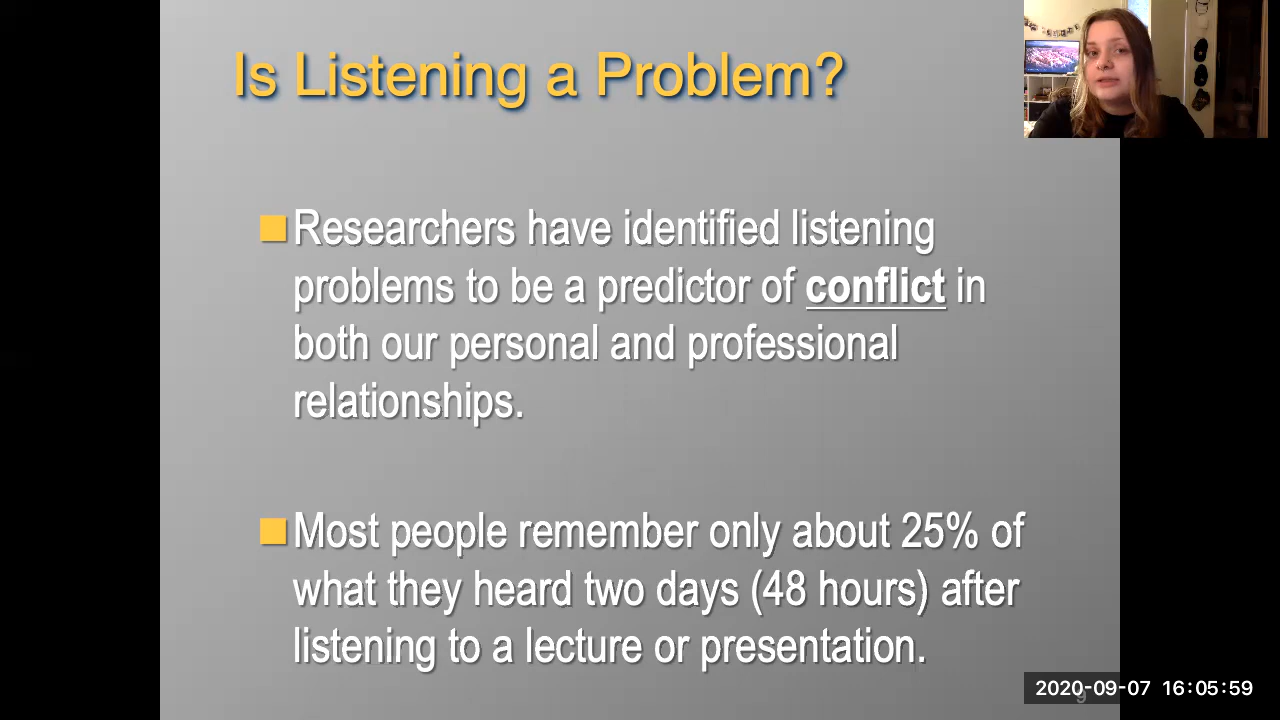 Is Listening a Problem?
Researchers have identified listening
problems to be a predictor of conflict in
both our personal and professional
relationships.
Most people remember only about 25% of
what they heard two days (48 hours) after
listening to a lecture or presentation.
2020-09-07 16:05:59
9